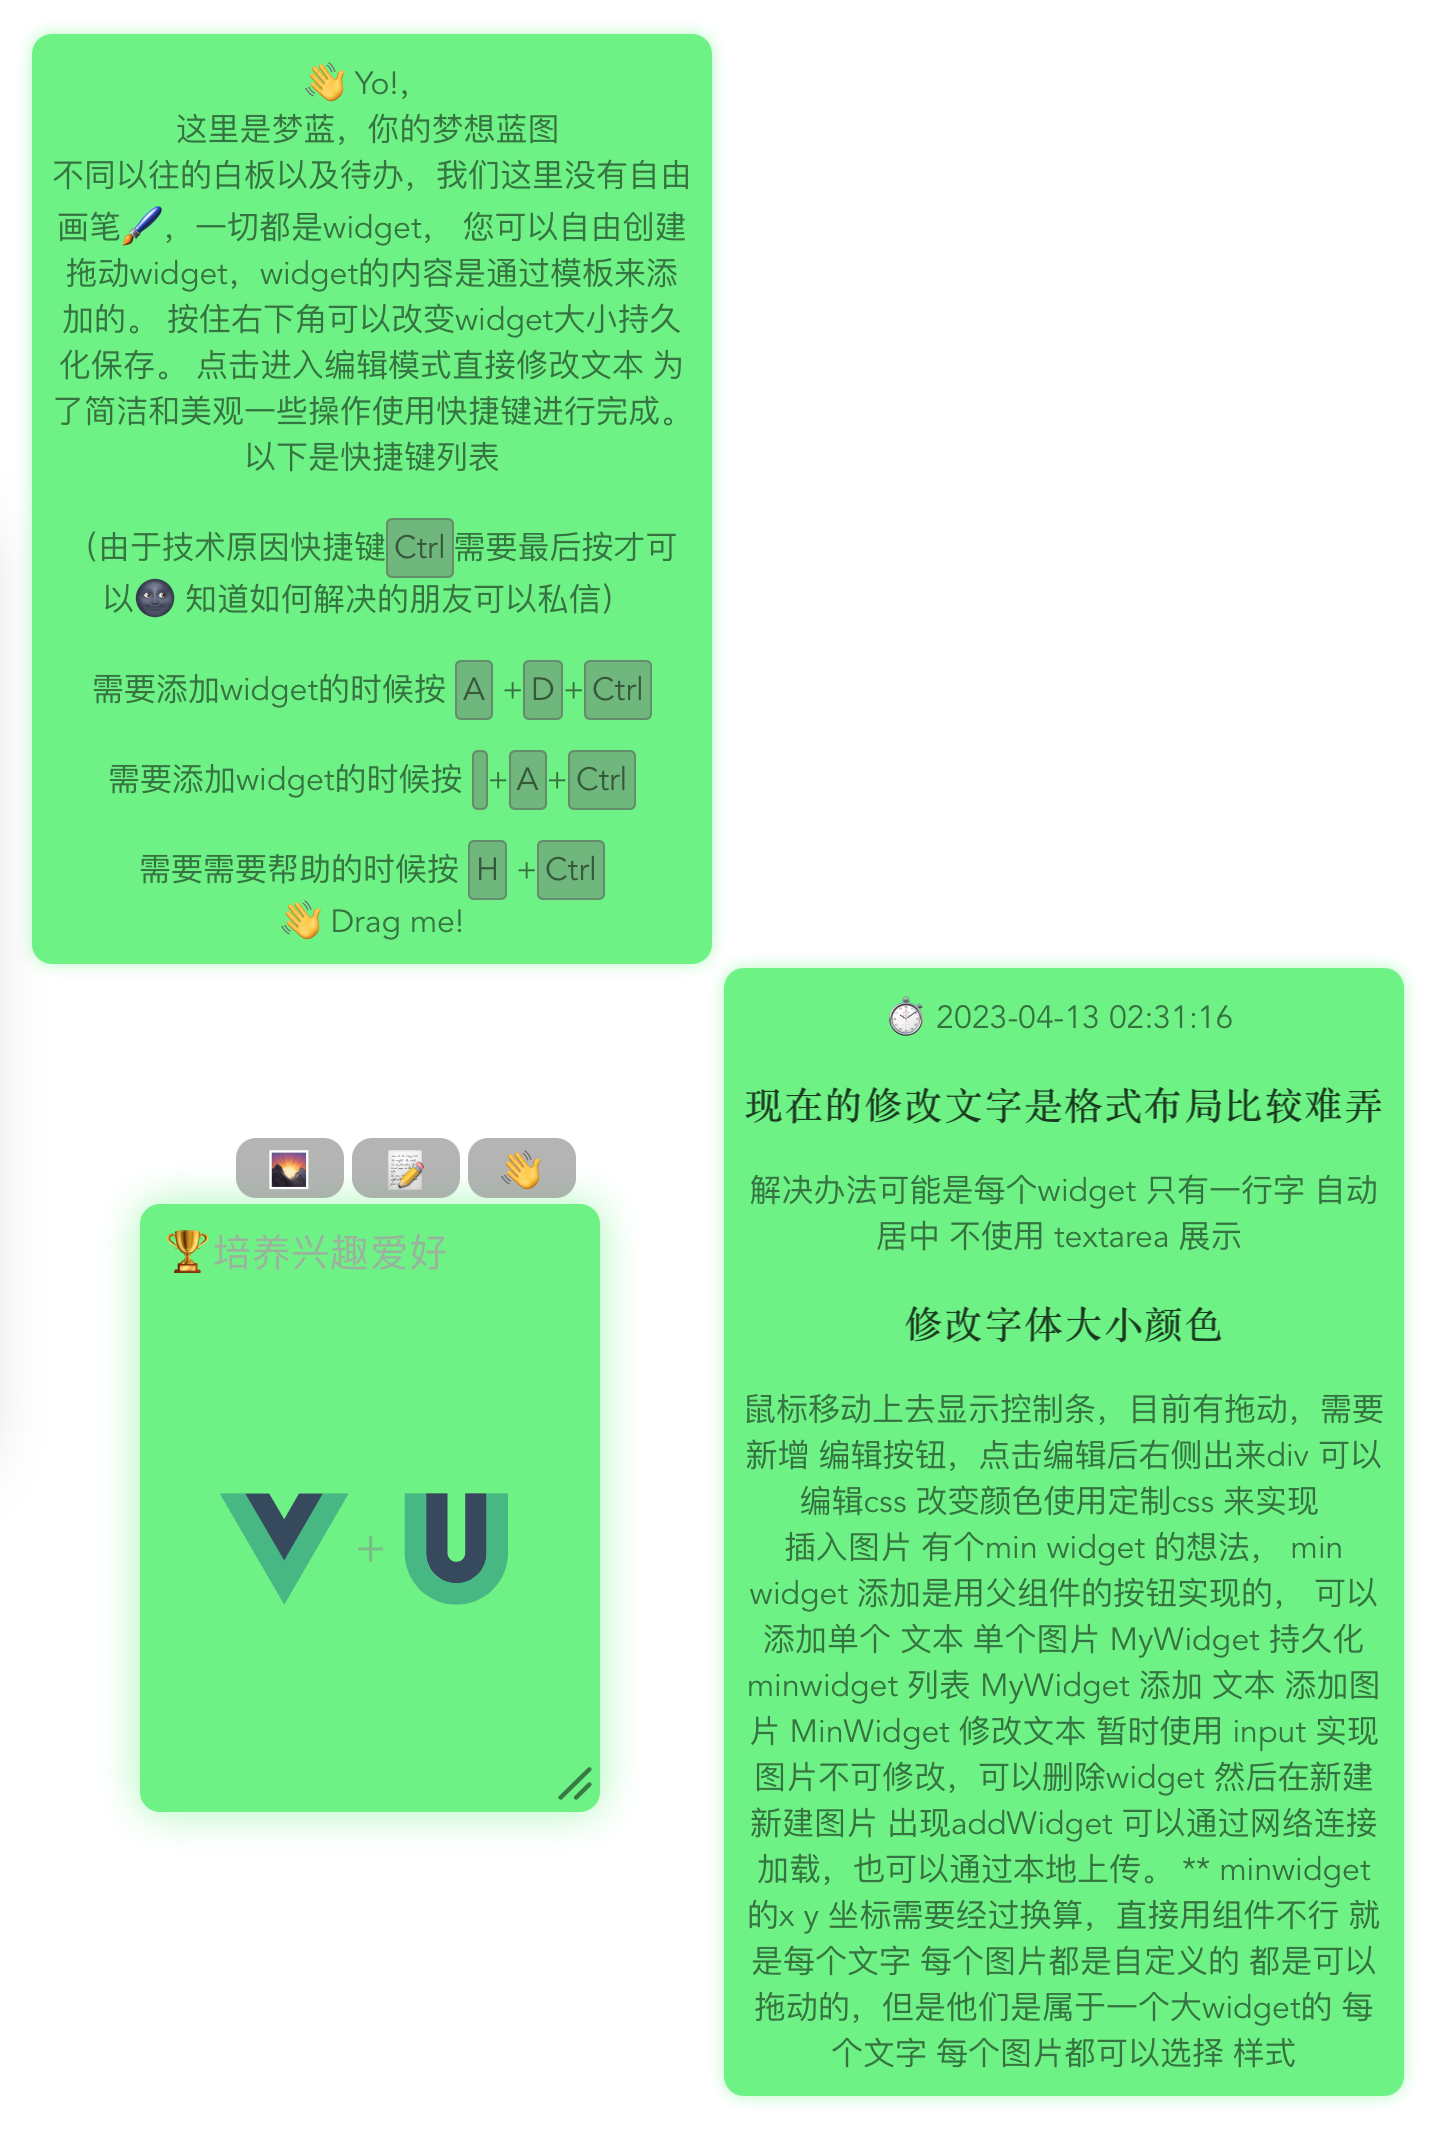 👋 Yo!,
这里是梦蓝，你的梦想蓝图
不同以往的白板以及待办，我们这里没有自由
画笔🖌️，一切都是widget， 您可以自由创建
拖动widget，widget的内容是通过模板来添
加的。 按住右下角可以改变widget大小持久
化保存。 点击进入编辑模式直接修改文本 为
了简洁和美观一些操作使用快捷键进行完成。
以下是快捷键列表
（由于技术原因快捷键Ctrl需要最后按才可
以🌚 知道如何解决的朋友可以私信）
需要添加widget的时候按 A +D+Ctrl
需要添加widget的时候按 +A+Ctrl
需要需要帮助的时候按 H +Ctrl
👋 Drag me!
⏱️ 2023-04-13 02:31:16
现在的修改文字是格式布局比较难弄
解决办法可能是每个widget 只有一行字 自动
居中 不使用 textarea 展示
修改字体大小颜色
鼠标移动上去显示控制条，目前有拖动，需要
新增 编辑按钮，点击编辑后右侧出来div 可以
编辑css 改变颜色使用定制css 来实现
插入图片 有个min widget 的想法， min
widget 添加是用父组件的按钮实现的， 可以
添加单个 文本 单个图片 MyWidget 持久化
minwidget 列表 MyWidget 添加 文本 添加图
片 MinWidget 修改文本 暂时使用 input 实现
图片不可修改，可以删除widget 然后在新建
新建图片 出现addWidget 可以通过网络连接
加载，也可以通过本地上传。 ** minwidget
的x y 坐标需要经过换算，直接用组件不行 就
是每个文字 每个图片都是自定义的 都是可以
拖动的，但是他们是属于一个大widget的 每
个文字 每个图片都可以选择 样式
🏆培养兴趣爱好
+